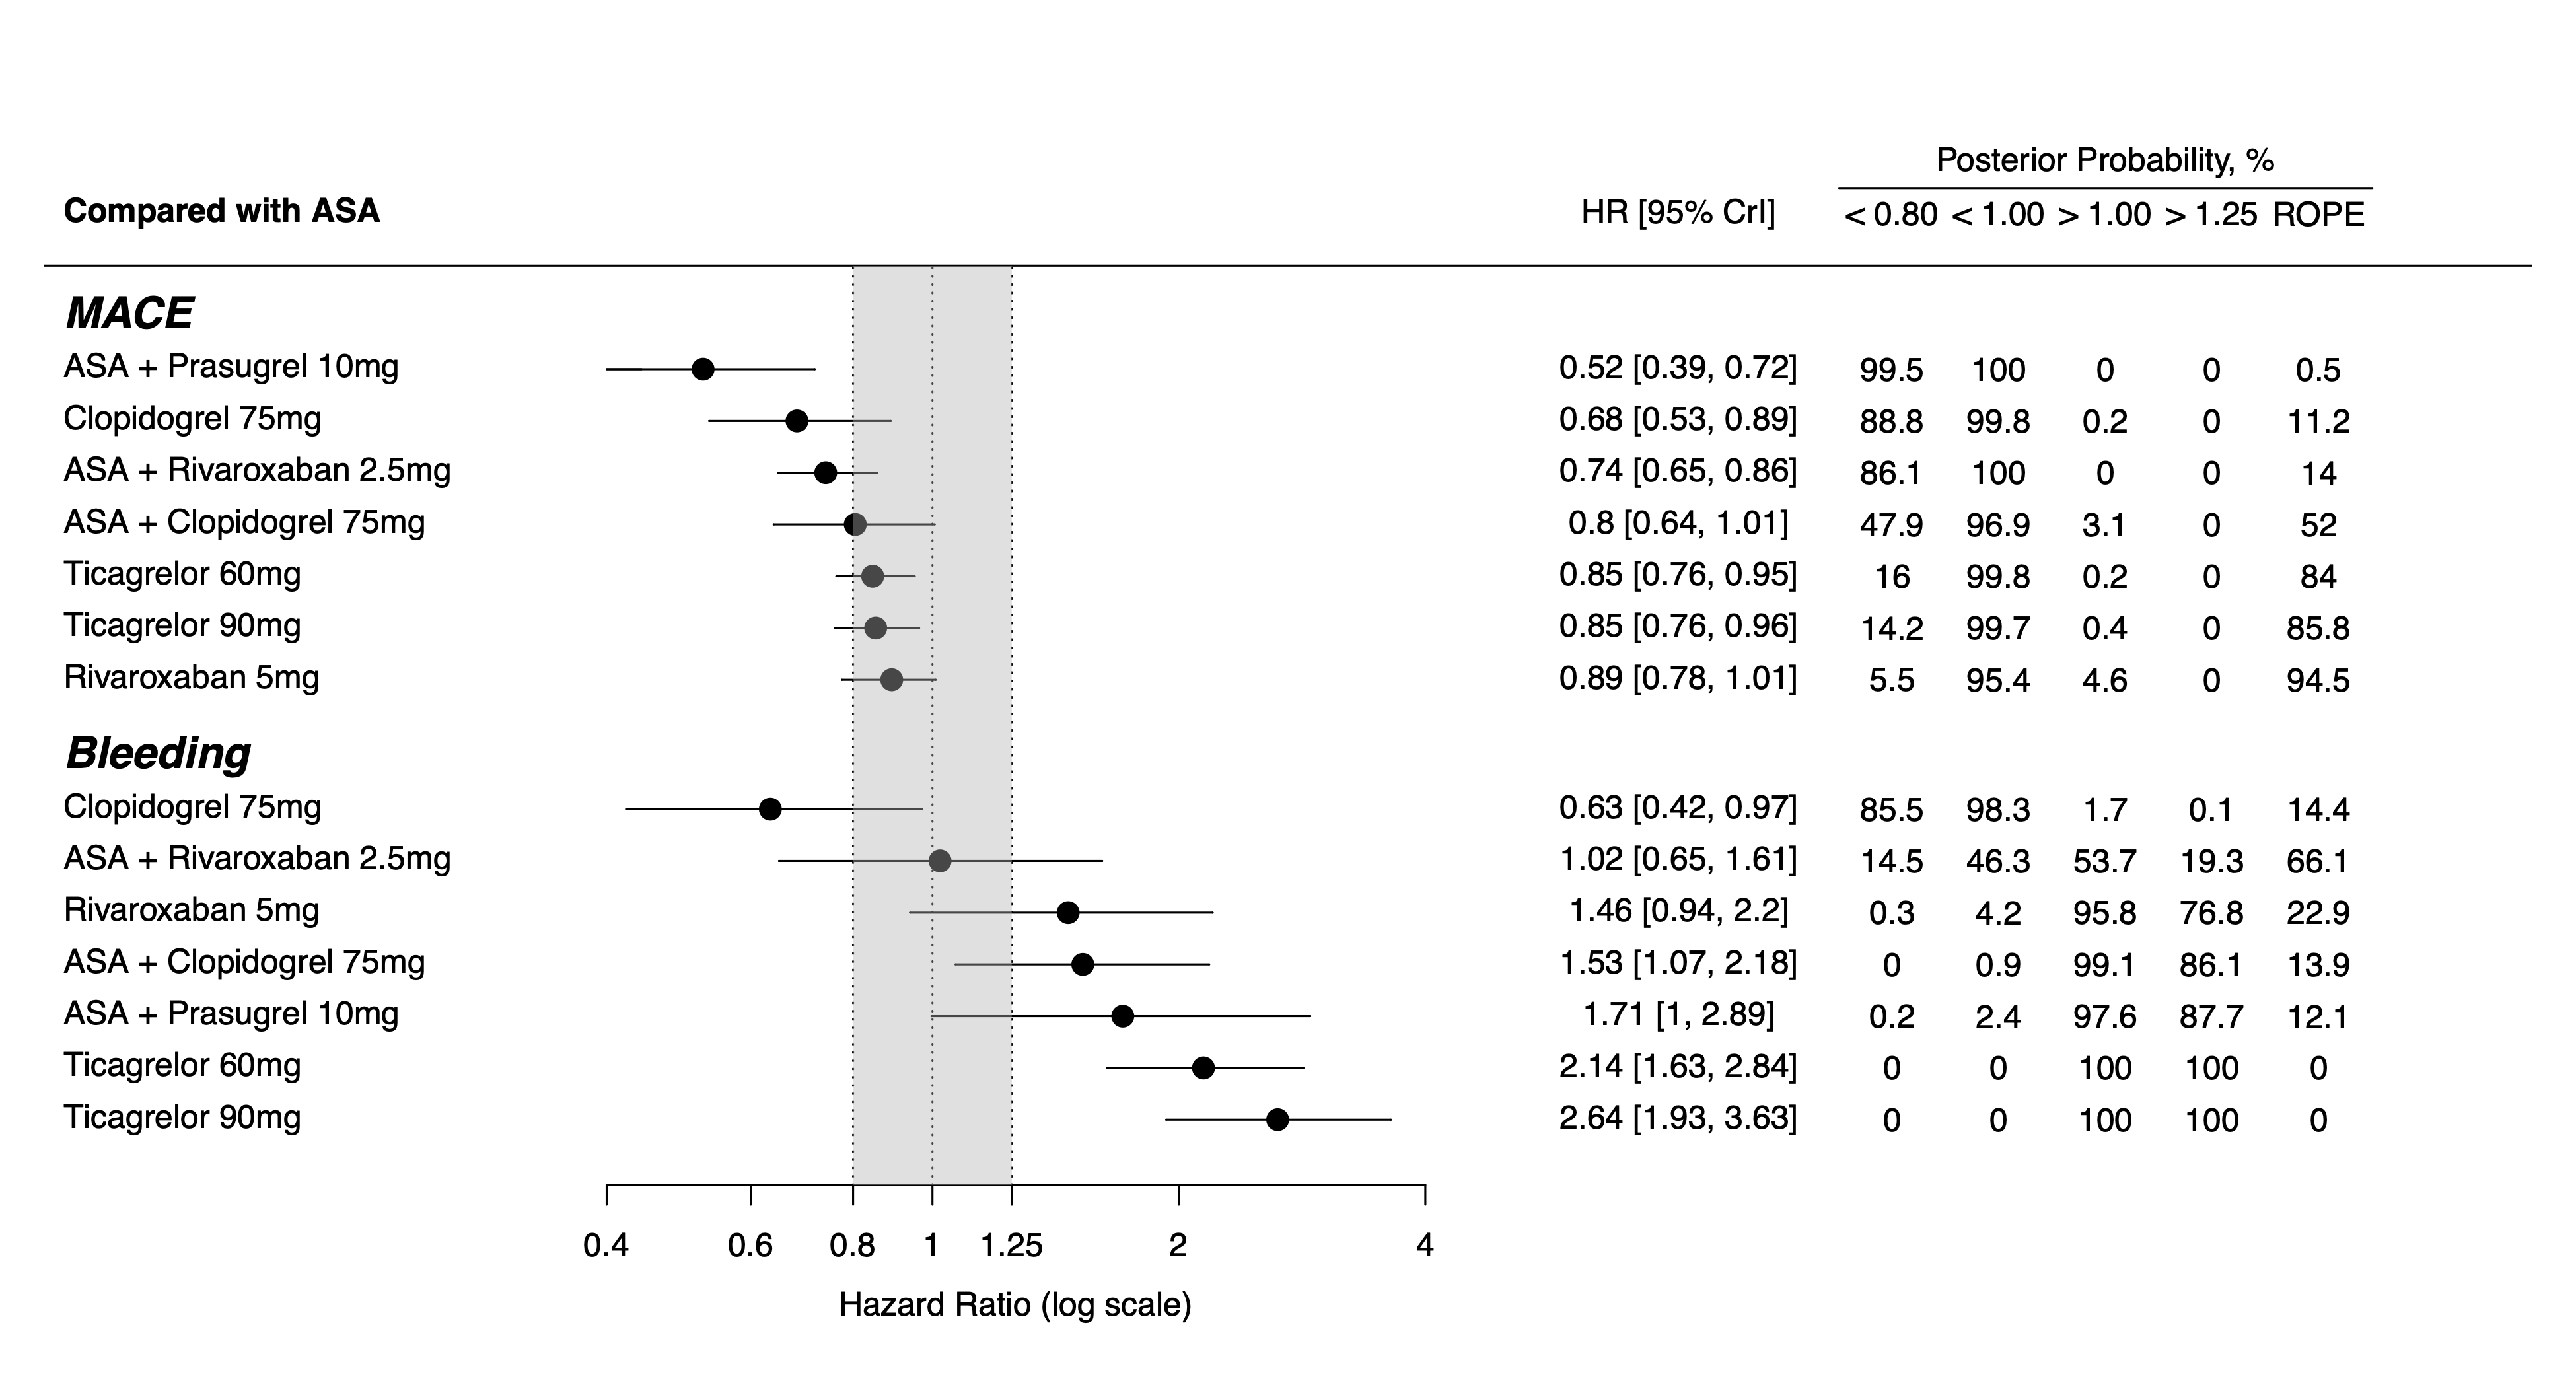 Posterior Probability, %
Compared with ASA HR [95% CrI] < 0.80 < 1.00 > 1.00 > 1.25 ROPE
MACE
ASA + Prasugrel 10mg 0.52 [0.39, 0.72] 99.5 100 0 0 0.5
Clopidogrel 75mg 0.68 [0.53, 0.89] 88.8 99.8 0.2 0 11.2
ASA + Rivaroxaban 2.5mg 0.74 [0.65, 0.86] 86.1 100 0 0 14
ASA + Clopidogrel 75mg 0.8 [0.64, 1.01] 47.9 96.9 3.1 0 52
Ticagrelor 60mg 0.85 [0.76, 0.95] 16 99.8 0.2 0 84
Ticagrelor 90mg 0.85 [0.76, 0.96] 14.2 99.7 0.4 0 85.8
Rivaroxaban 5mg 0.89 [0.78, 1.01] 5.5 95.4 4.6 0 94.5
Bleeding
Clopidogrel 75mg 0.63 [0.42, 0.97] 85.5 98.3 1.7 0.1 14.4
ASA + Rivaroxaban 2.5mg 1.02 [0.65, 1.61] 14.5 46.3 53.7 19.3 66.1
Rivaroxaban 5mg 1.46 [0.94, 2.2] 0.3 4.2 95.8 76.8 22.9
ASA + Clopidogrel 75mg 1.53 [1.07, 2.18] 0 0.9 99.1 86.1 13.9
ASA + Prasugrel 10mg 1.71 [1, 2.89] 0.2 2.4 97.6 87.7 12.1
Ticagrelor 60mg 2.14 [1.63, 2.84] 0 0 100 100 0
Ticagrelor 90mg 2.64 [1.93, 3.63] 0 0 100 100 0
0.4 0.6 0.8 1 1.25 2 4
Hazard Ratio (log scale)